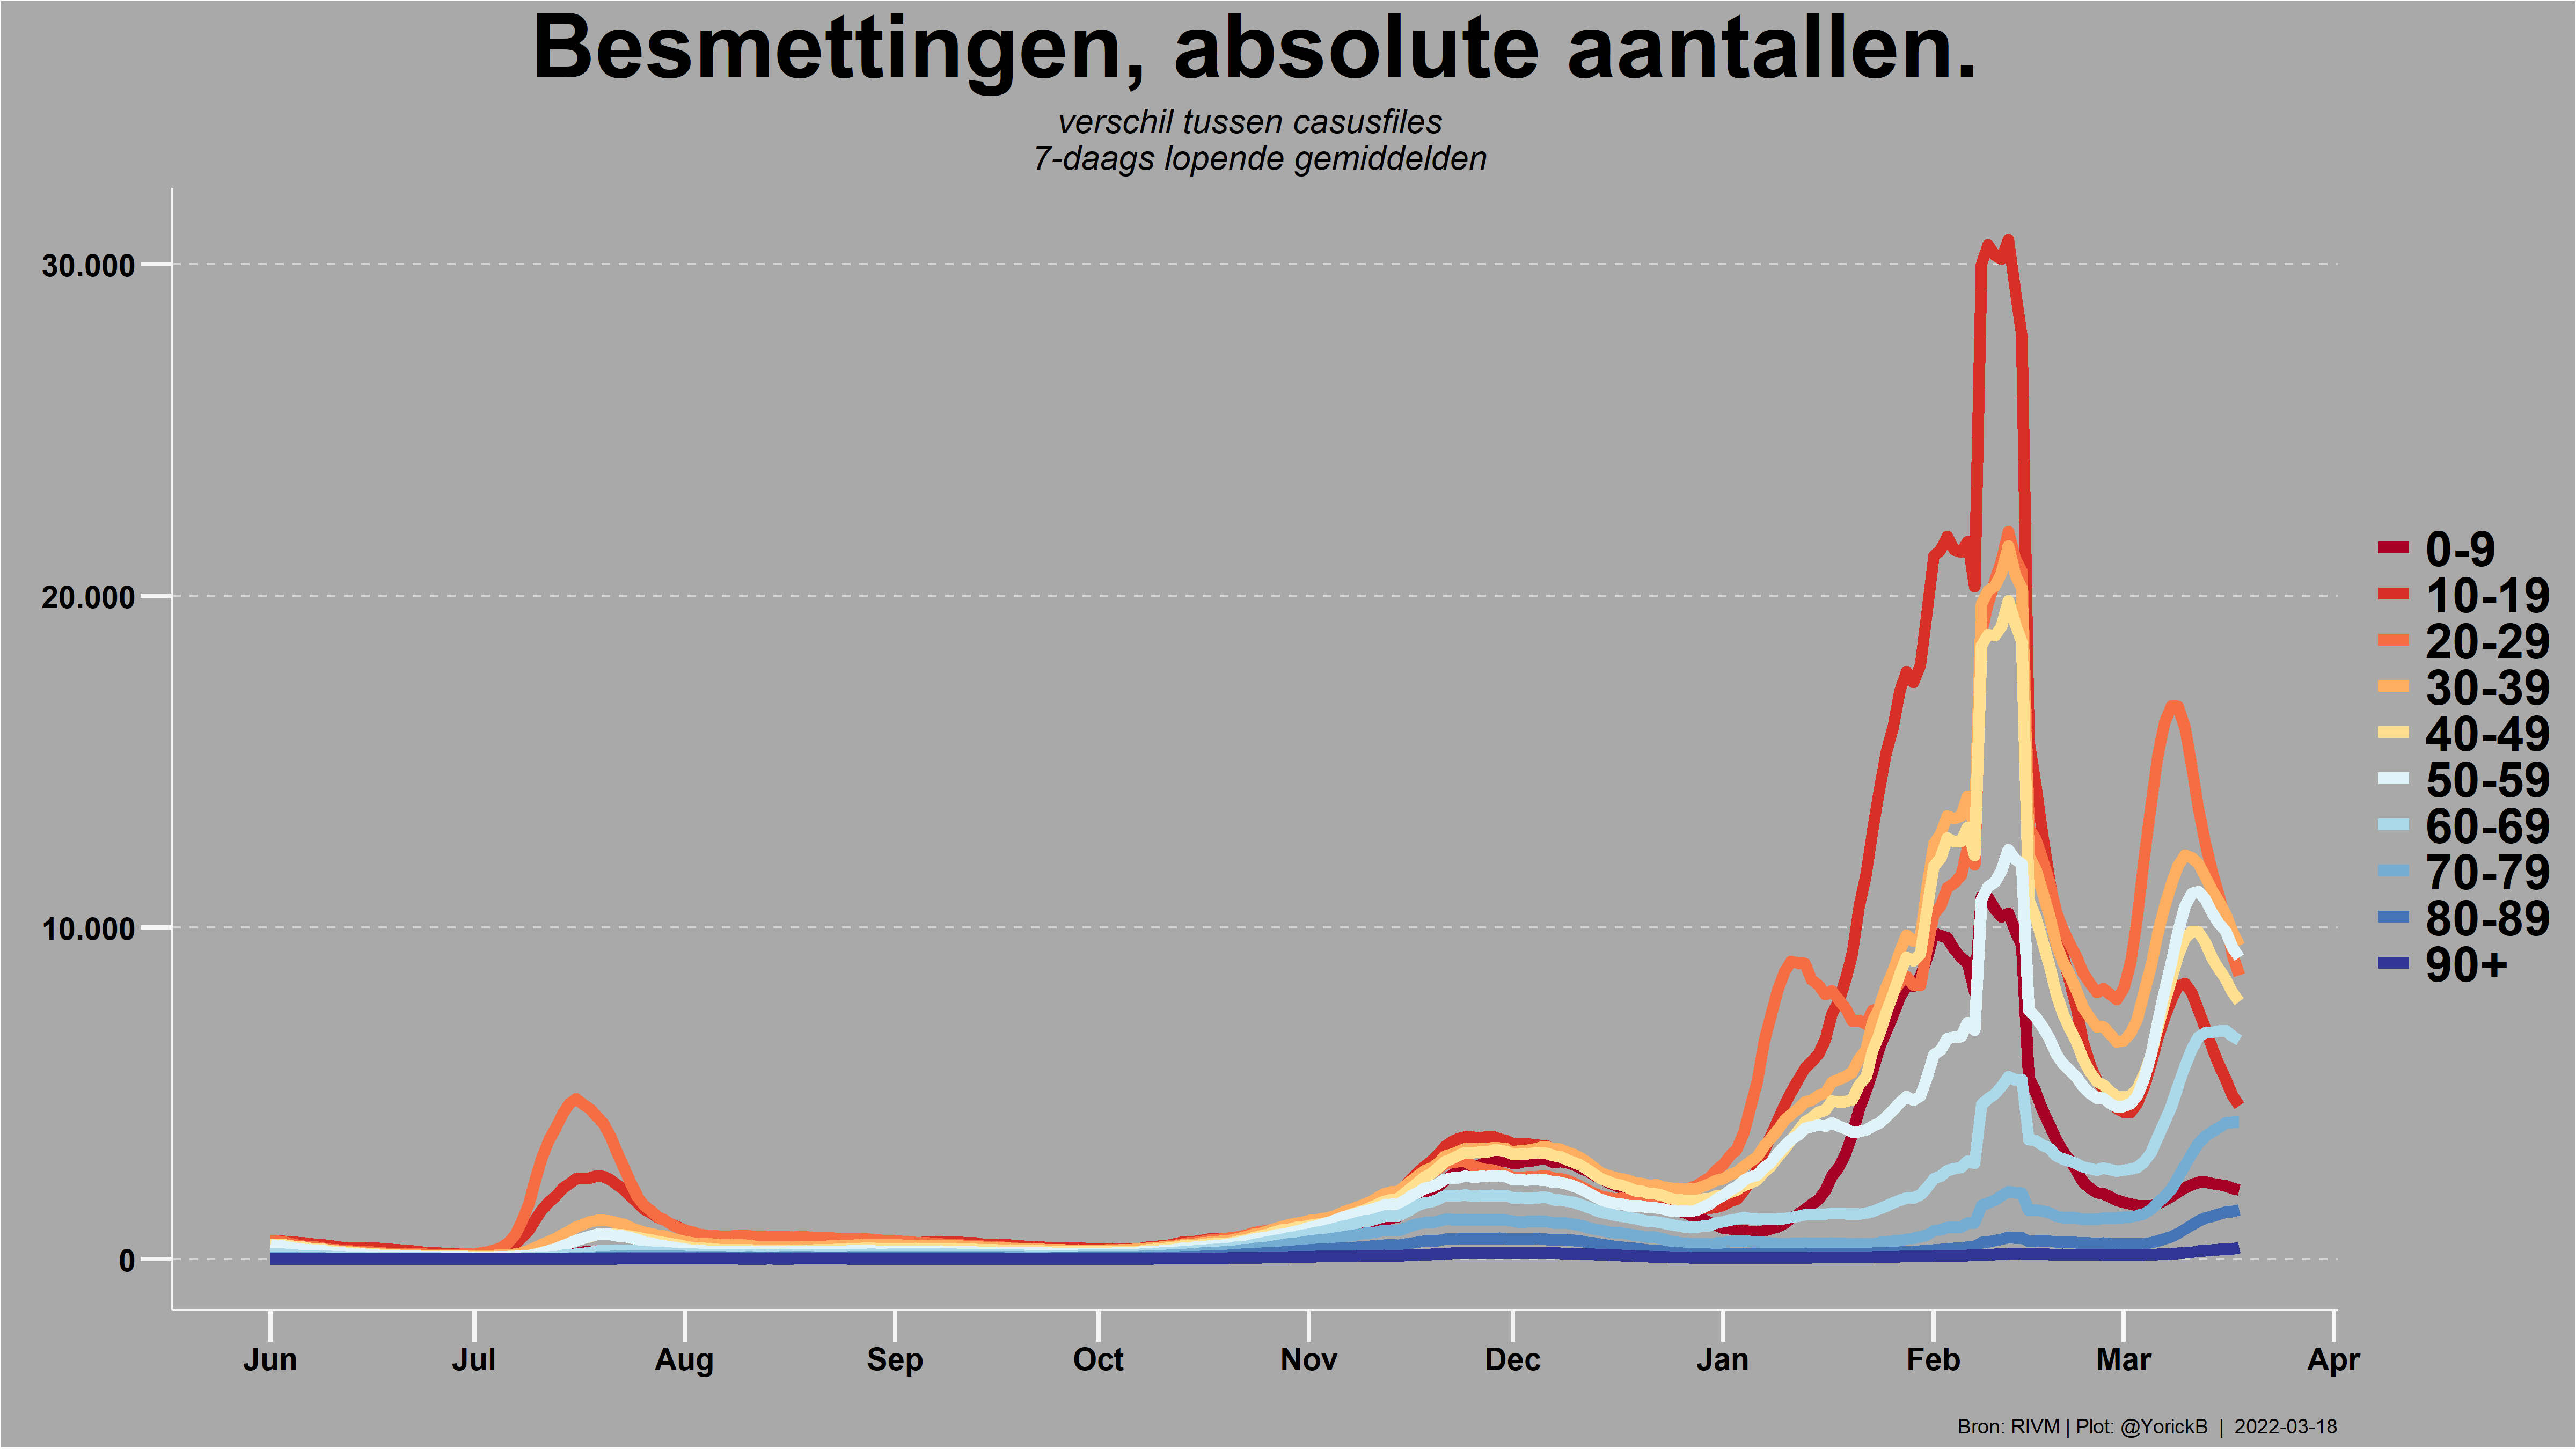 Besmettingen, absolute aantallen.
verschil tussen casusfiles
7-daags lopende gemiddelden
30.000
20.000
10.000
0
Jun Jul Aug Sep Oct Nov Dec Jan Feb Mar Apr
0-9
10-19
20-29
30-39
40-49
50-59
60-69
70-79
80-89
90+
Bron: RIVM | Plot: @YorickB | 2022-03-18